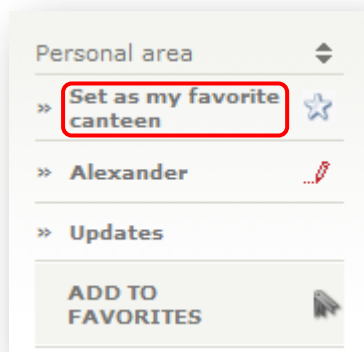 Personal area
» Set as my favorite
canteen
» Alexander
» Updates
ADD TO
FAVORITES